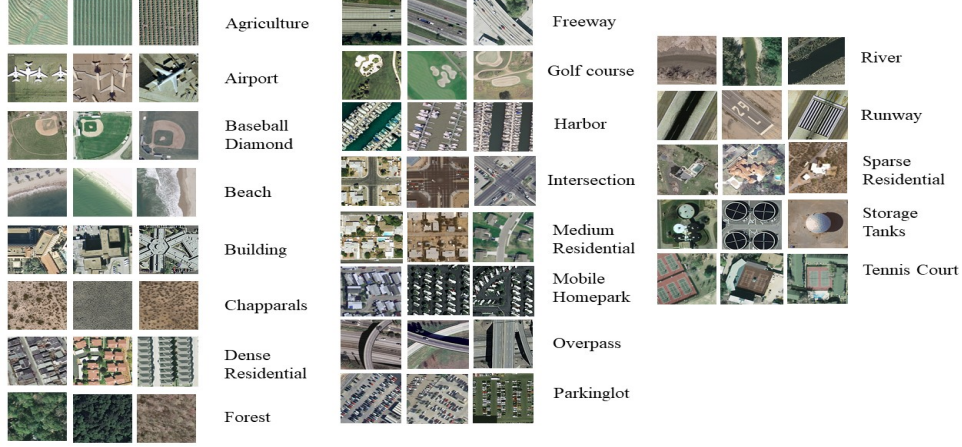 Agriculture
Airport
Baseball
Diamond
Beach
Building
Chapparals
Dense
Residential
Forest
Freeway
Golf course
Harbor
Intersection
Medium
Residential
Mobile
Homepark
Overpass
Parkinglot
River
Runway
Sparse
Residential
Storage
Tanks
Tennis Court